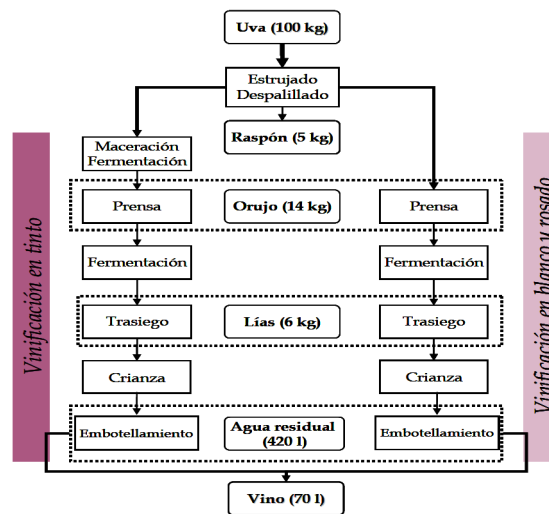 Uva (100 kg)
Estrujado
Despalillado
Raspón (5 kg)
Maceración
Fermentación
Prensa
Orujo (14 kg)
Prensa
Fermentación
Fermentación
Trasiego
Lías (6 kg)
Trasiego
Crianza
Crianza
Embotellamiento
Agua residual
(420 l)
Embotellamiento
Vino (70 l)
Vinificación en tinto
Vinificación en blanco y rosado